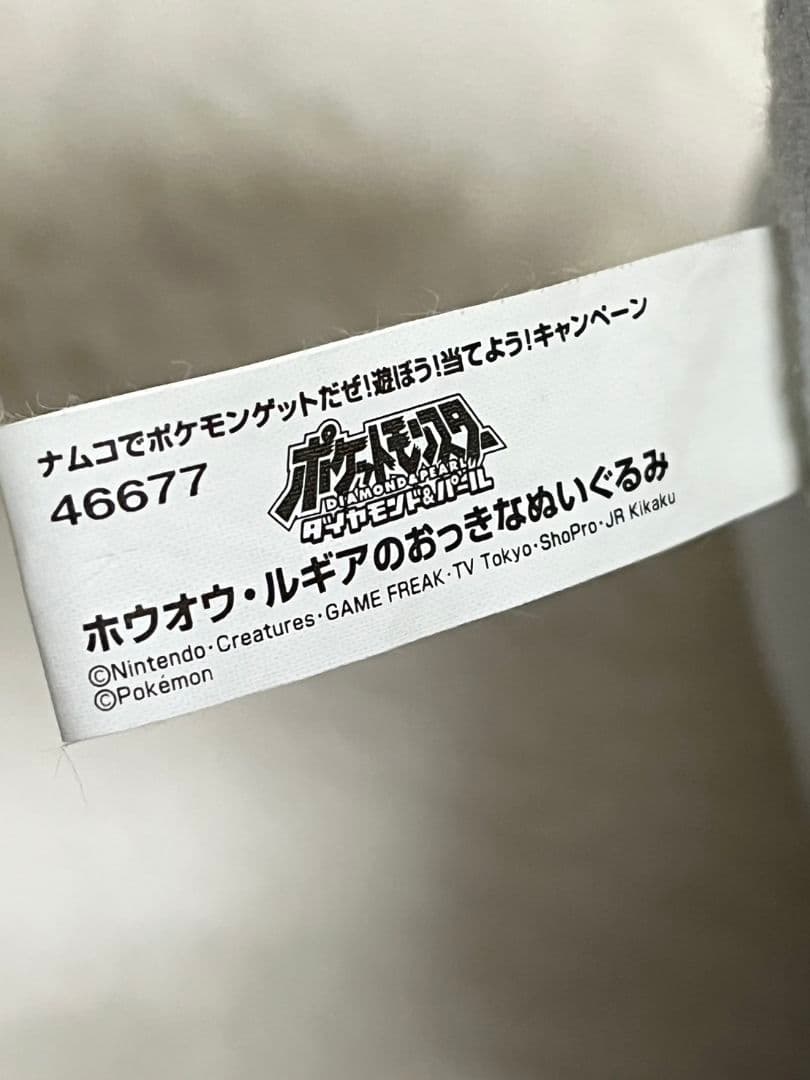 ナムコでポケモンゲットだぜ!遊ぼう!当てよう!キャンペーン
46677
ポケットモンスター
DIAMOND&PEARL
ダイヤモンド&パール
ホウオウ・ルギアのおっきなぬいぐるみ
©Nintendo・Creatures・GAME FREAK・TV Tokyo・ShoPro・JR Kikaku
©Pokémon